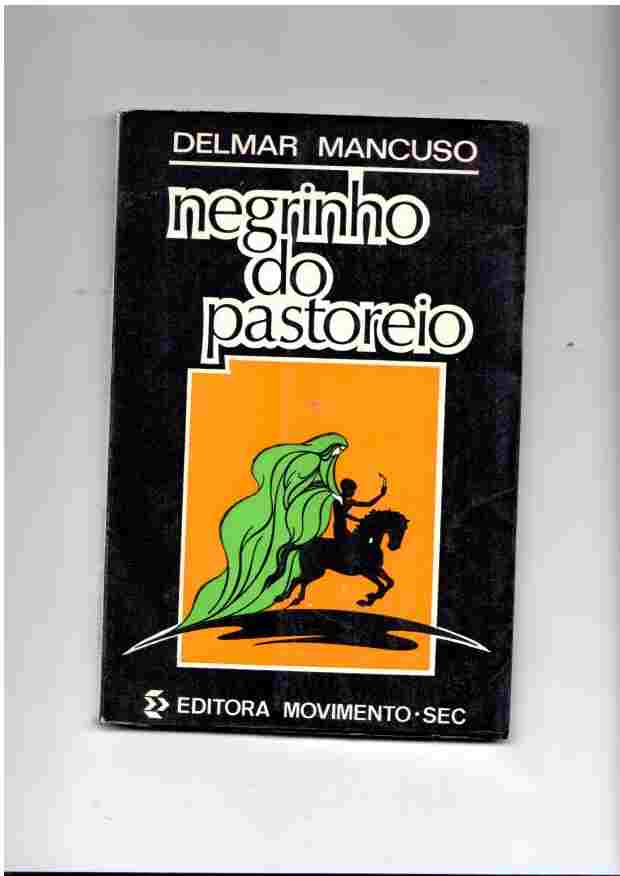 DELMAR MANCUSO
negrinho
do
pastoreio
EDITORA MOVIMENTO·SEC